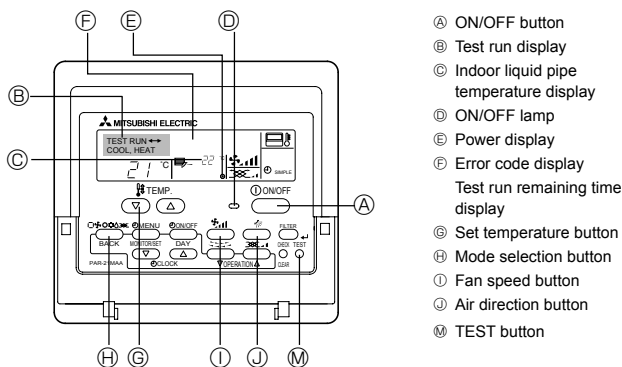 Ⓕ Ⓔ Ⓓ
Ⓑ
Ⓒ
MITSUBISHI ELECTRIC
TEST RUN ↔
COOL, HEAT
21 °C
22 °C
SIMPLE
TEMP.
ON/OFF
Ⓐ
MENU ON/OFF FILTER
BACK MONITOR/SET DAY CHECK TEST
PAR-21MAA CLOCK OPERATION CLEAR
Ⓗ Ⓖ Ⓘ Ⓙ Ⓜ
Ⓐ ON/OFF button
Ⓑ Test run display
Ⓒ Indoor liquid pipe
temperature display
Ⓓ ON/OFF lamp
Ⓔ Power display
Ⓕ Error code display
Test run remaining time
display
Ⓖ Set temperature button
Ⓗ Mode selection button
Ⓘ Fan speed button
Ⓙ Air direction button
Ⓜ TEST button